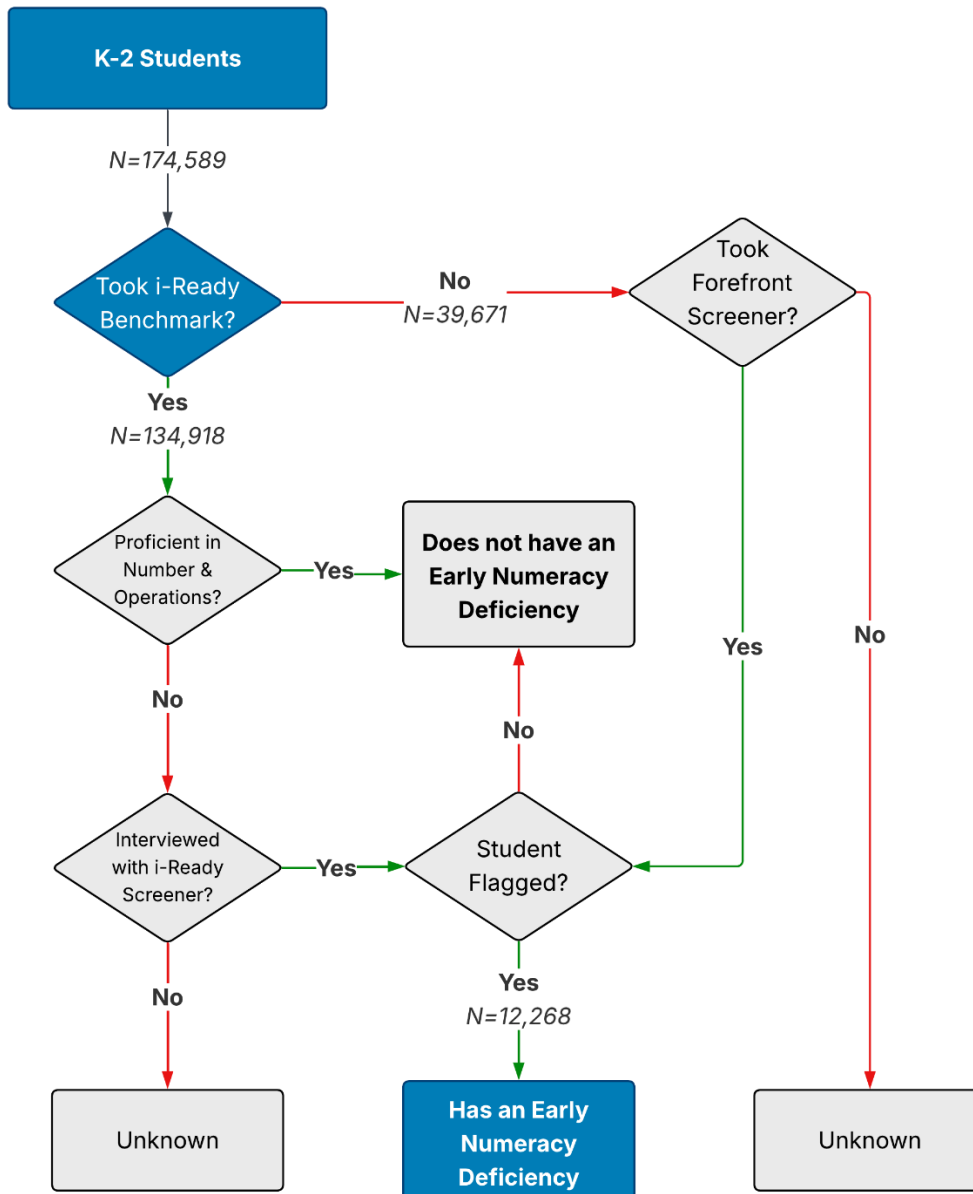 K-2 Students
N=174,589
Took i-Ready
Benchmark?
No
N=39,671
Took
Forefront
Screener?
Yes
N=134,918
Proficient in
Number &
Operations?
Yes
Does not have an
Early Numeracy
Deficiency
Yes
No
No
No
Interviewed
with i-Ready
Screener?
Yes
Student
Flagged?
No
Yes
N=12,268
Unknown
Has an Early
Numeracy
Deficiency
Unknown